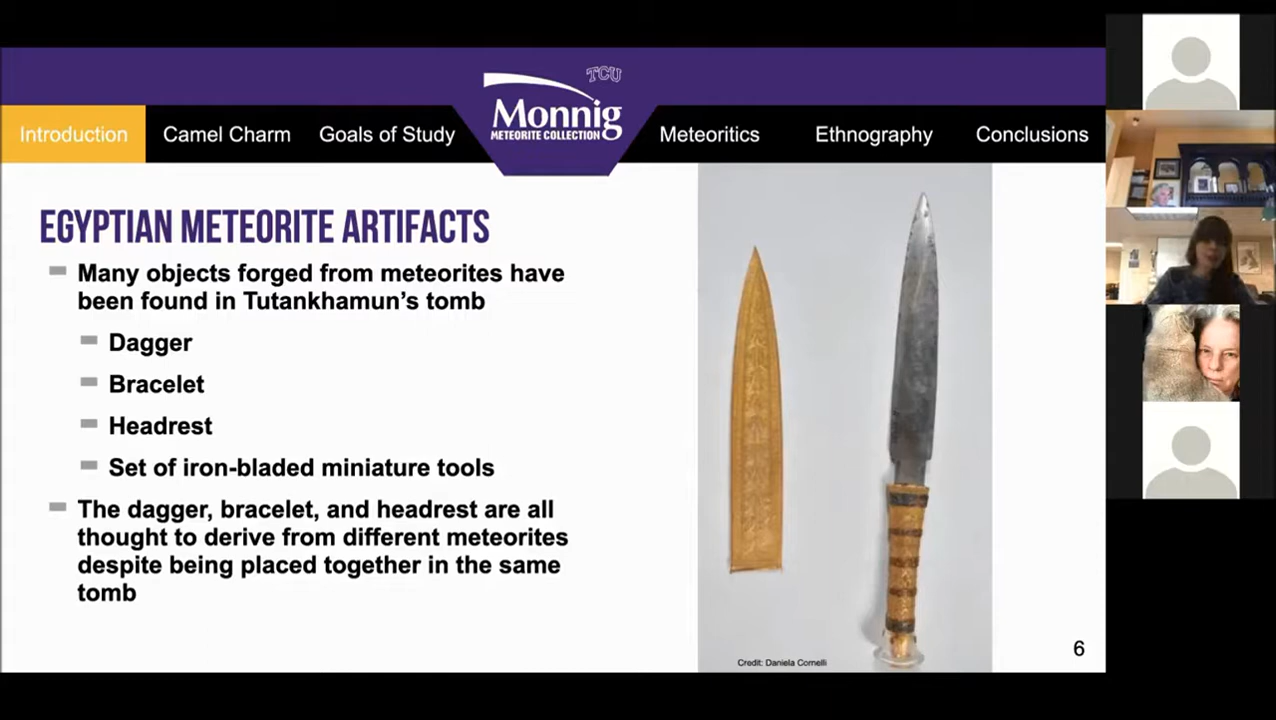 TCU
Monnig
METEORITE COLLECTION
Introduction
Camel Charm
Goals of Study
Meteoritics
Ethnography
Conclusions
EGYPTIAN METEORITE ARTIFACTS
Many objects forged from meteorites have
been found in Tutankhamun’s tomb
Dagger
Bracelet
Headrest
Set of iron-bladed miniature tools
The dagger, bracelet, and headrest are all
thought to derive from different meteorites
despite being placed together in the same
tomb
Credit: Daniela Comelli
6